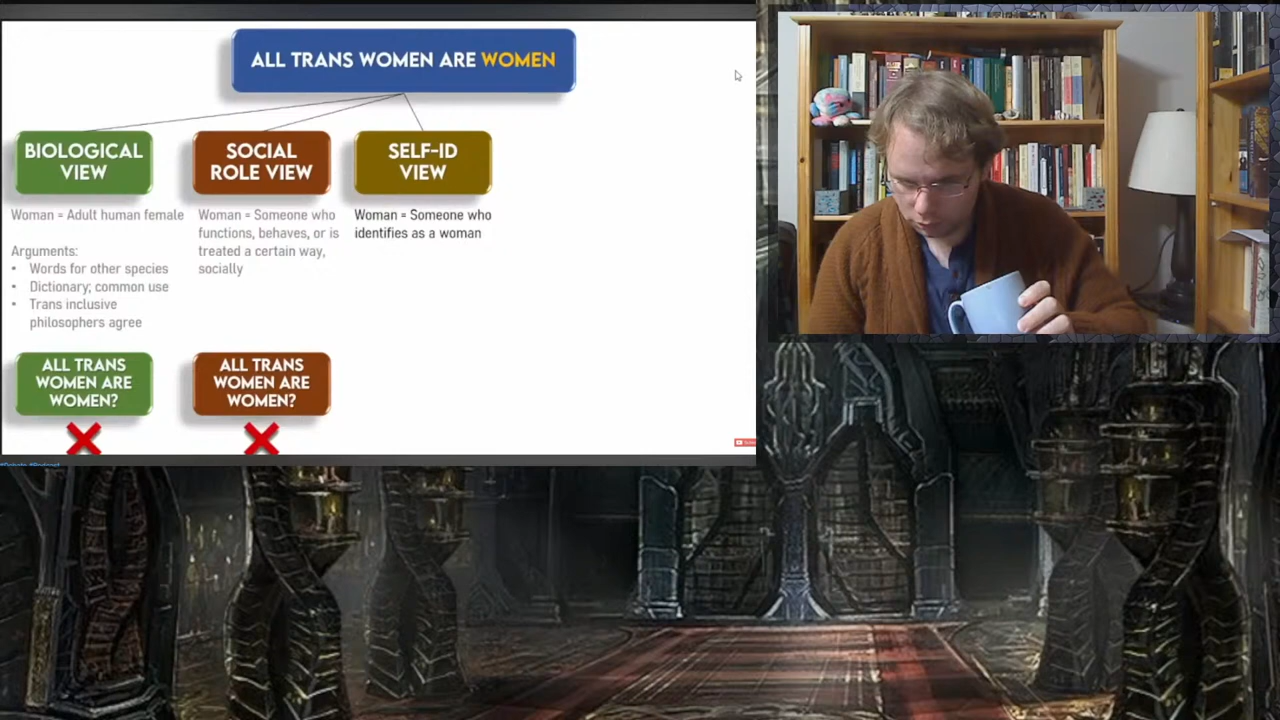 ALL TRANS WOMEN ARE WOMEN
BIOLOGICAL
VIEW
Woman = Adult human female
Arguments:
• Words for other species
• Dictionary; common use
• Trans inclusive
philosophers agree
ALL TRANS
WOMEN ARE
WOMEN?
SOCIAL
ROLE VIEW
Woman = Someone who
functions, behaves, or is
treated a certain way,
socially
ALL TRANS
WOMEN ARE
WOMEN?
SELF-ID
VIEW
Woman = Someone who
identifies as a woman
#Debate #Podcast